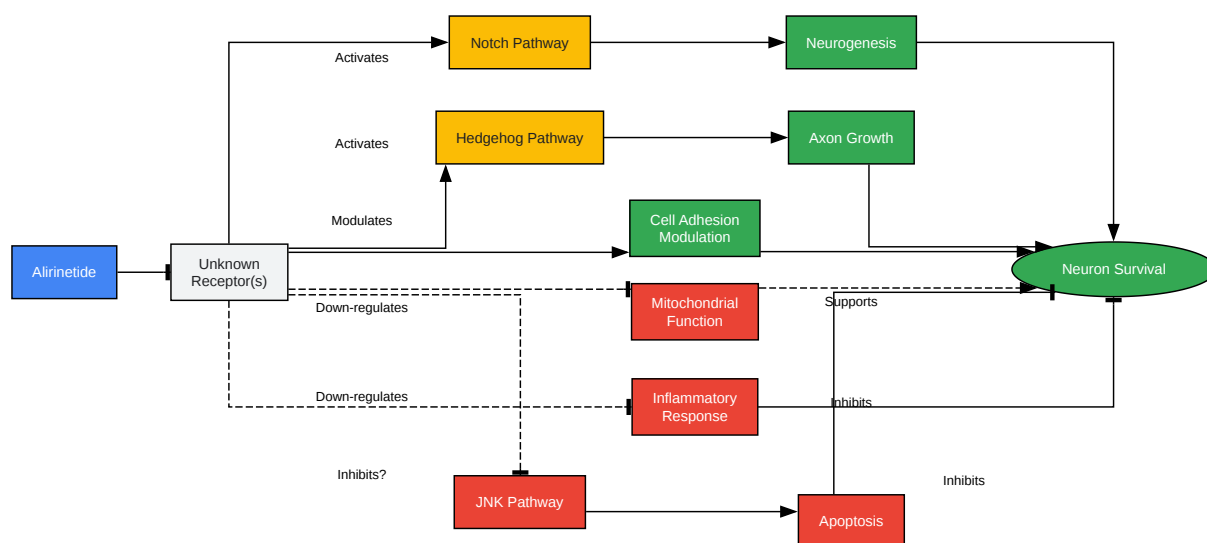 Notch Pathway
Neurogenesis
Activates
Hedgehog Pathway
Axon Growth
Activates
Modulates
Cell Adhesion
Modulation
Alirinetide
Unknown
Receptor(s)
Neuron Survival
Down-regulates
Mitochondrial
Function
Supports
Down-regulates
Inflammatory
Response
Inhibits
Inhibits?
JNK Pathway
Apoptosis
Inhibits